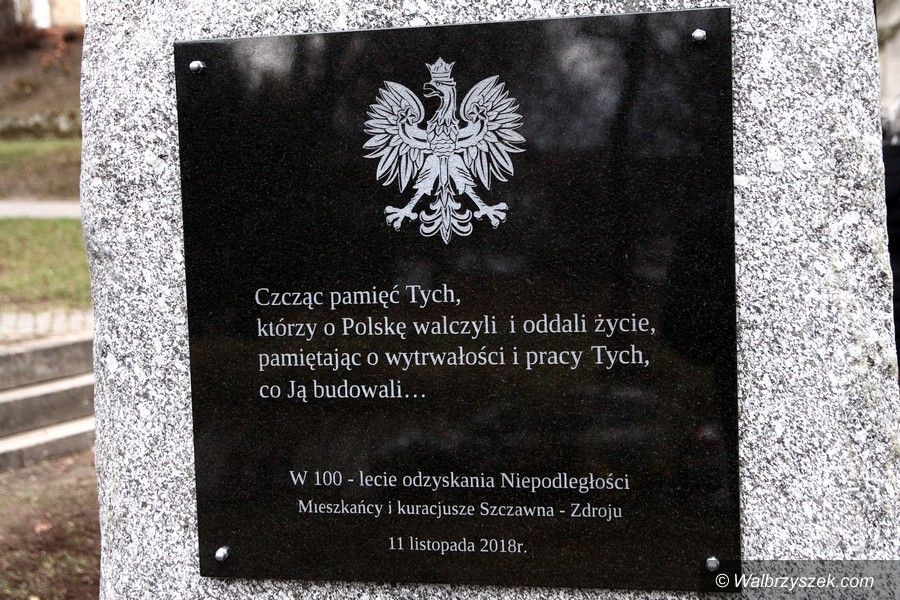 Czcząc pamięć Tych,
którzy o Polskę walczyli i oddali życie,
pamiętając o wytrwałości i pracy Tych,
co Ją budowali…
W 100 - lecie odzyskania Niepodległości
Mieszkańcy i kuracjusze Szczawna - Zdroju
11 listopada 2018r.
© Walbrzyszek.com